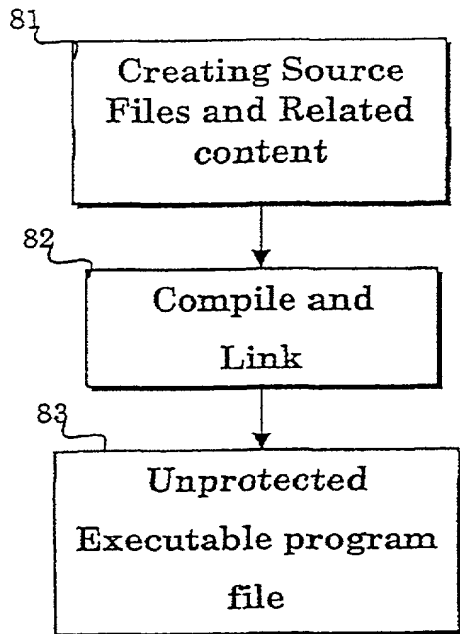 81
Creating Source
Files and Related
content
82
Compile and
Link
83
Unprotected
Executable program
file